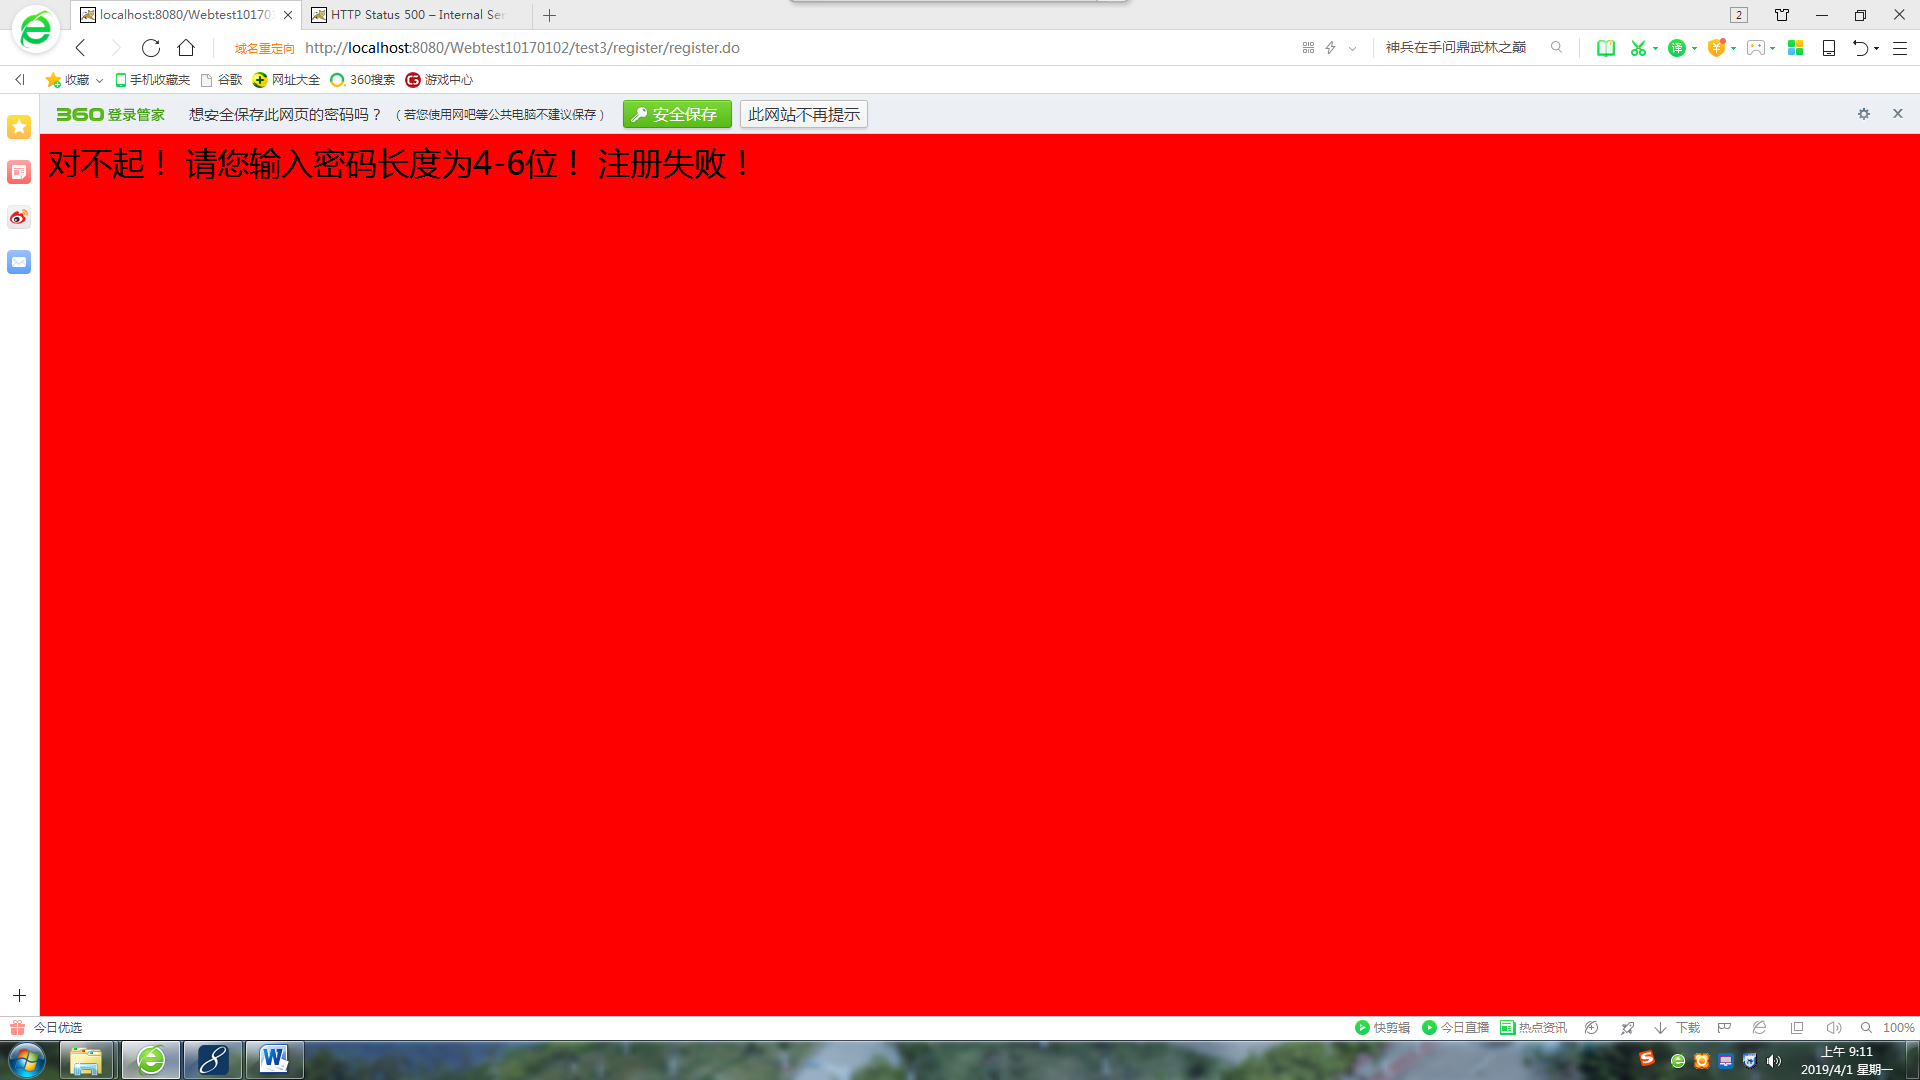 localhost:8080/Webtest101701
HTTP Status 500 – Internal Ser
2
域名重定向
http://localhost:8080/Webtest10170102/test3/register/register.do
神兵在手问鼎武林之巅
收藏
手机收藏夹
谷歌
网址大全
360搜索
游戏中心
360 登录管家
想安全保存此网页的密码吗？
（若您使用网吧等公共电脑不建议保存）
安全保存
此网站不再提示
对不起！ 请您输入密码长度为4-6位！ 注册失败！
今日优选
快剪辑
今日直播
热点资讯
下载
100%
上午 9:11
2019/4/1 星期一